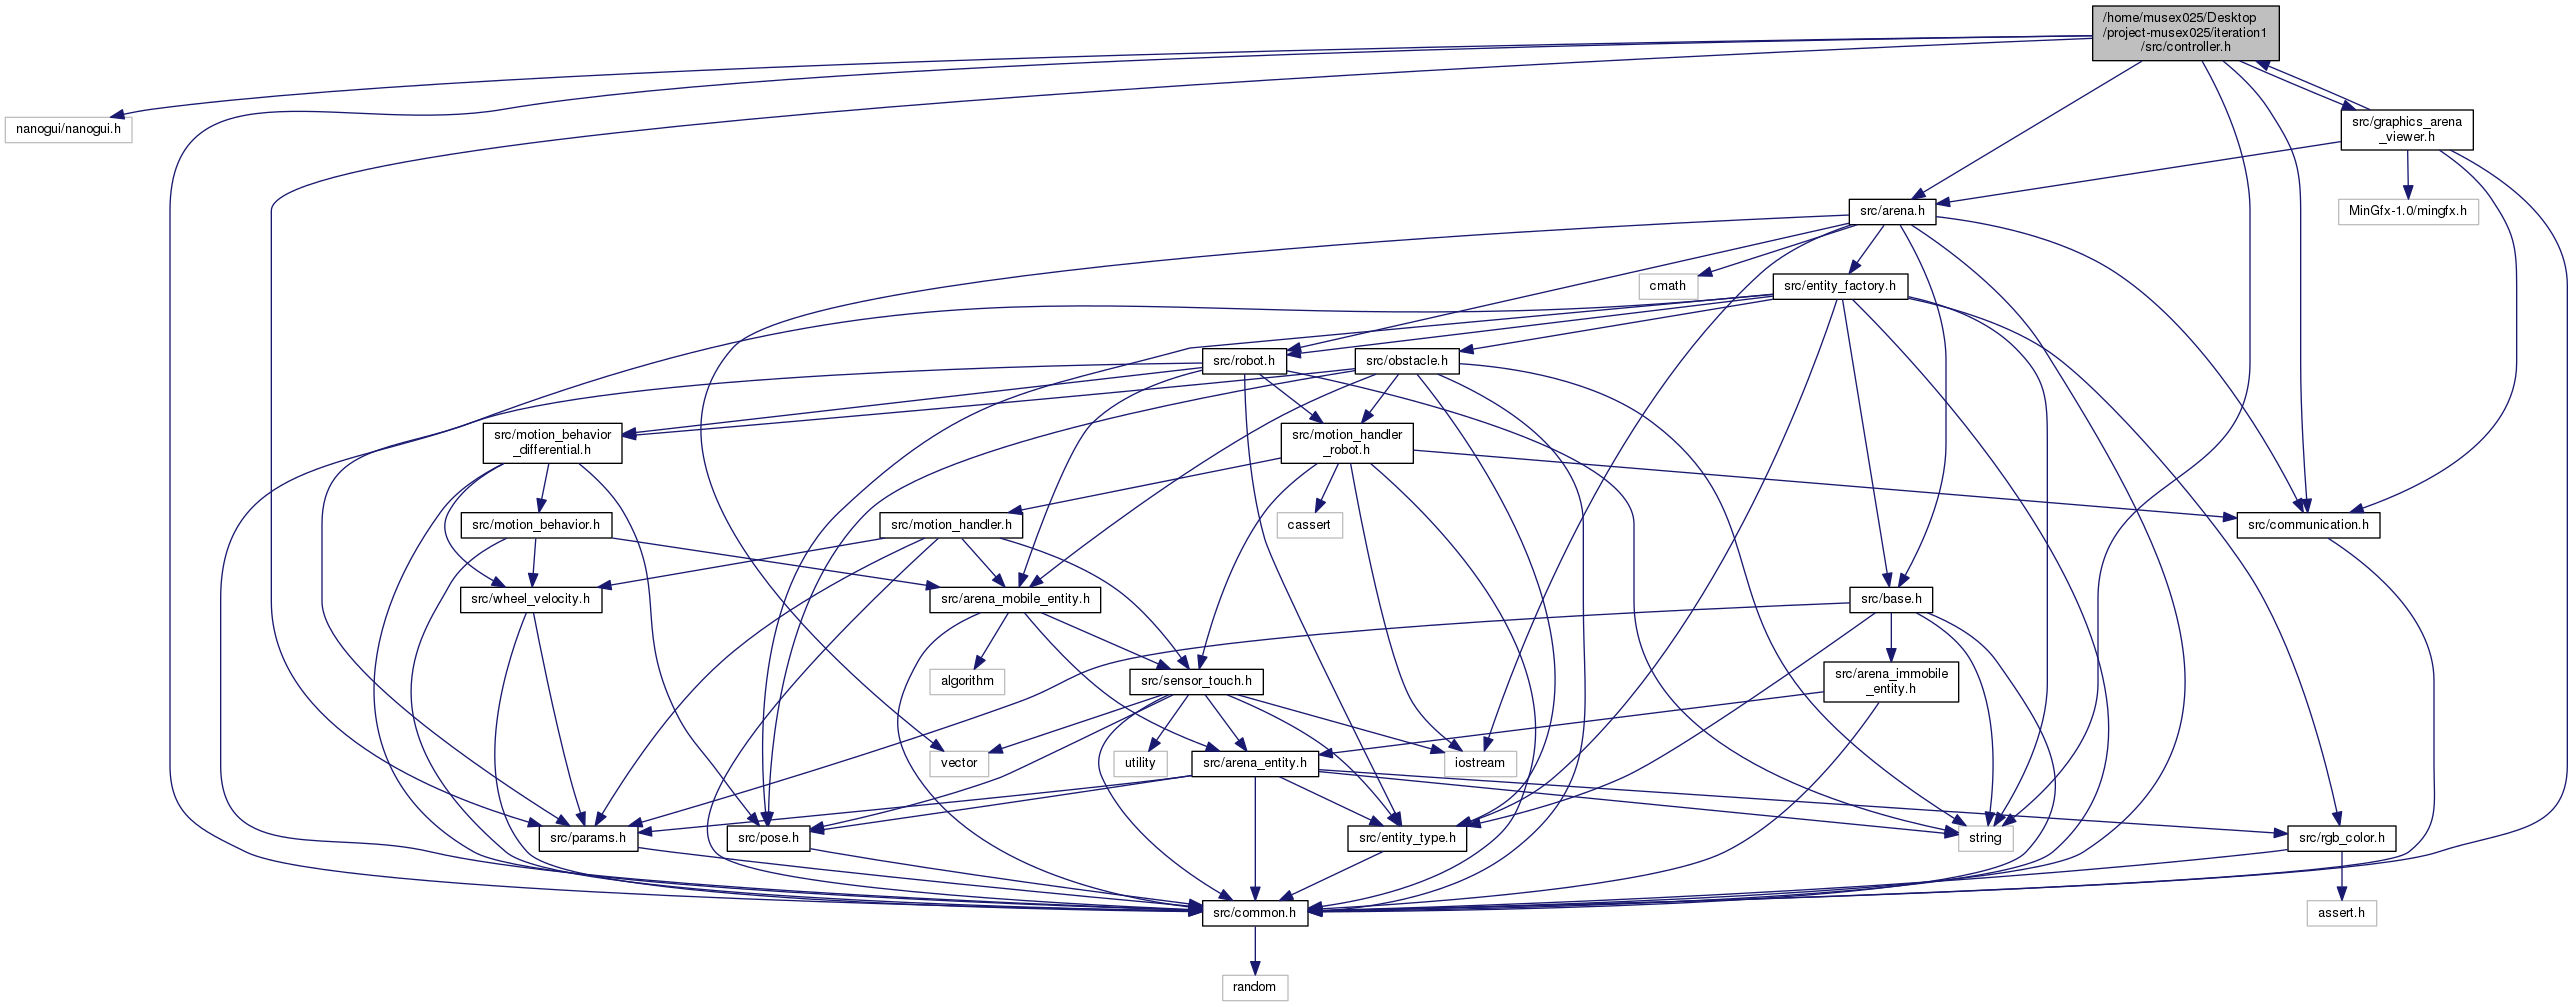 /home/musex025/Desktop
/project-musex025/iteration1
/src/controller.h
nanogui/nanogui.h
src/graphics_arena
_viewer.h
src/arena.h
MinGfx-1.0/mingfx.h
cmath
src/entity_factory.h
src/robot.h
src/obstacle.h
src/motion_behavior
_differential.h
src/motion_handler
_robot.h
src/motion_behavior.h
src/motion_handler.h
cassert
src/communication.h
src/wheel_velocity.h
src/arena_mobile_entity.h
src/base.h
algorithm
src/sensor_touch.h
src/arena_immobile
_entity.h
vector
utility
src/arena_entity.h
iostream
src/params.h
src/pose.h
src/entity_type.h
string
src/rgb_color.h
src/common.h
assert.h
random